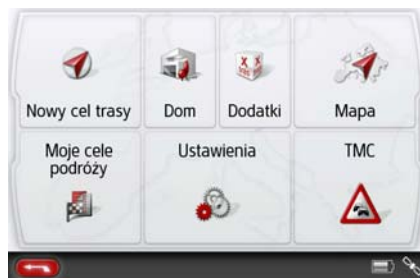 Nowy cel trasy
Dom
Dodatki
Mapa
Moje cele
podróży
Ustawienia
TMC